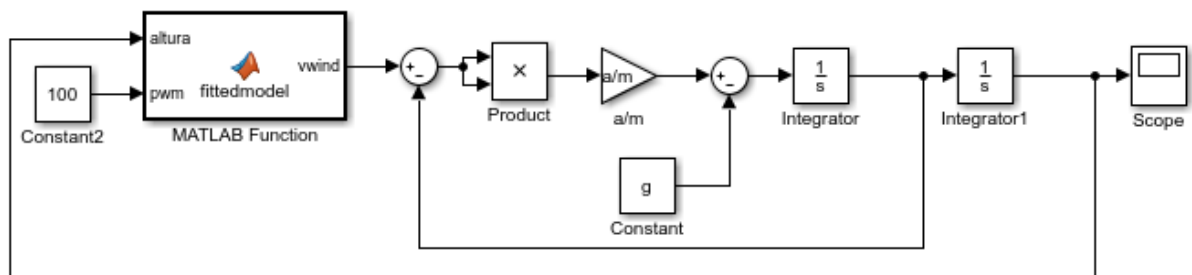 altura
vwind
fittedmodel
pwm
MATLAB Function
100
Constant2
+
−
×
Product
a/m
a/m
+
−
g
Constant
1
s
Integrator
1
s
Integrator1
Scope